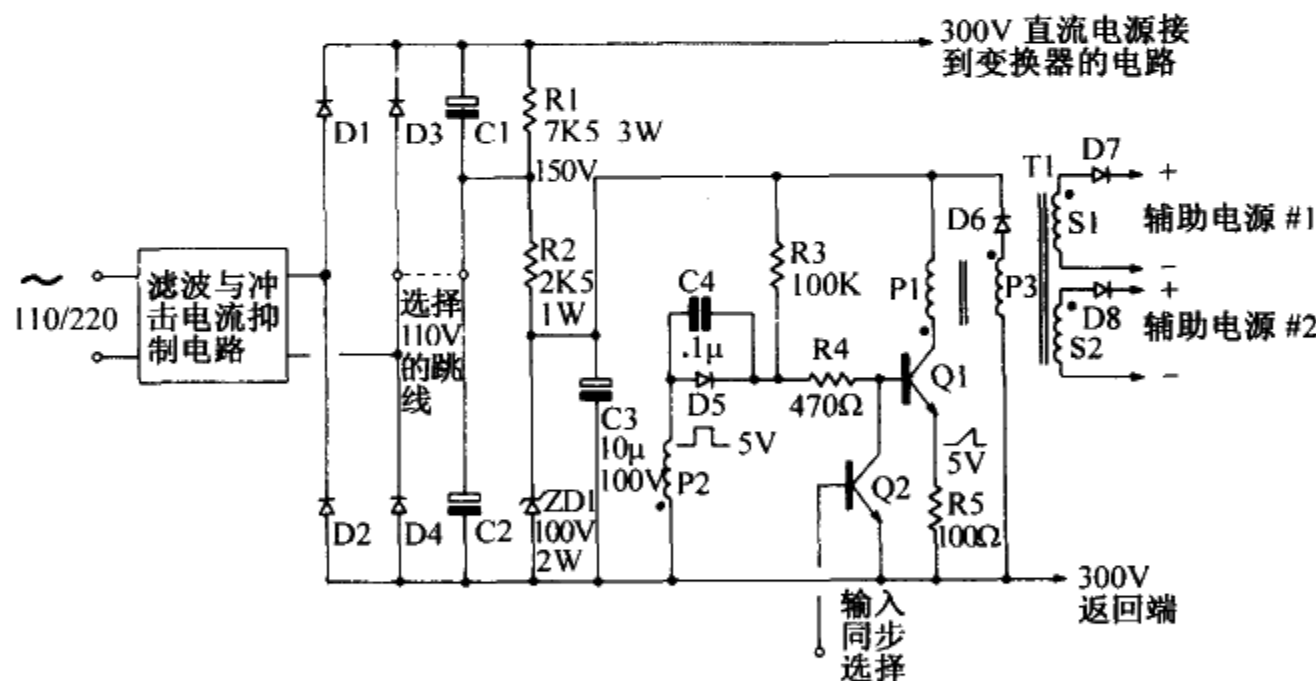 300V 直流电源接
到变换器的电路
D1
D3
C1
R1
7K5 3W
150V
R2
2K5
1W
110/220
滤波与冲
击电流抑
制电路
选择
110V
的跳
线
D2
D4
C2
ZD1
100V
2W
C3
10μ
100V
C4
.1μ
D5
5V
P2
R3
100K
R4
470Ω
P1
D6
P3
Q1
5V
Q2
R5
100Ω
T1
D7
+
S1
辅助电源 #1
−
+
D8
辅助电源 #2
S2
−
300V
返回端
输入
同步
选择